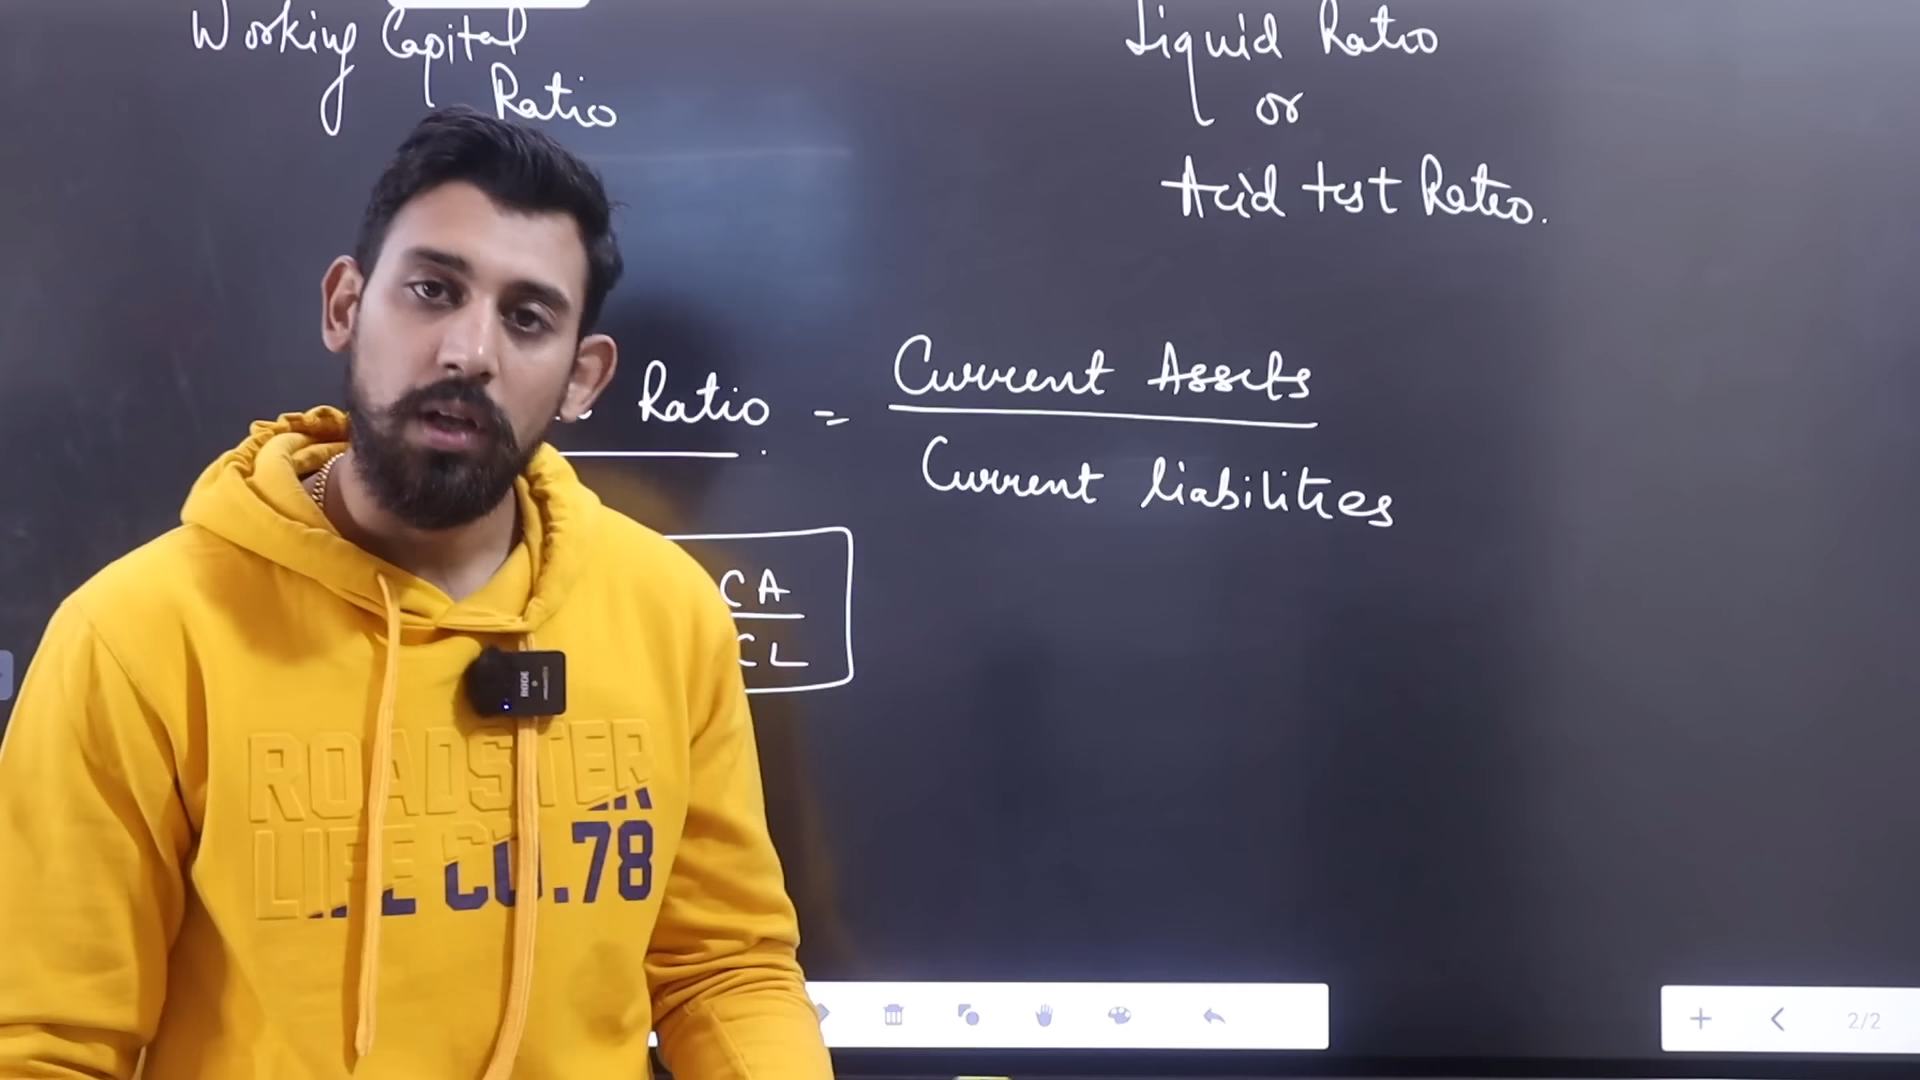 Working Capital
Ratio
Liquid Ratio
or
Acid test Ratio.
Ratio = Current Assets
Current liabilities
CA
CL
RODE
ROADSTER
LIFE CO.78
2/2